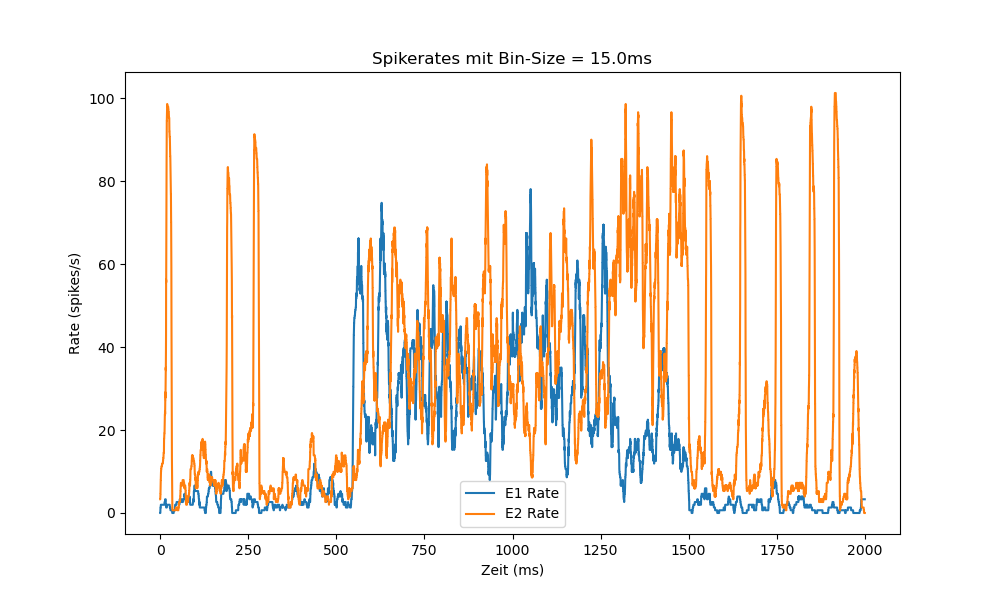 Spikerates mit Bin-Size = 15.0ms
Rate (spikes/s)
100
80
60
40
20
0
E1 Rate
E2 Rate
0 250 500 750 1000 1250 1500 1750 2000
Zeit (ms)